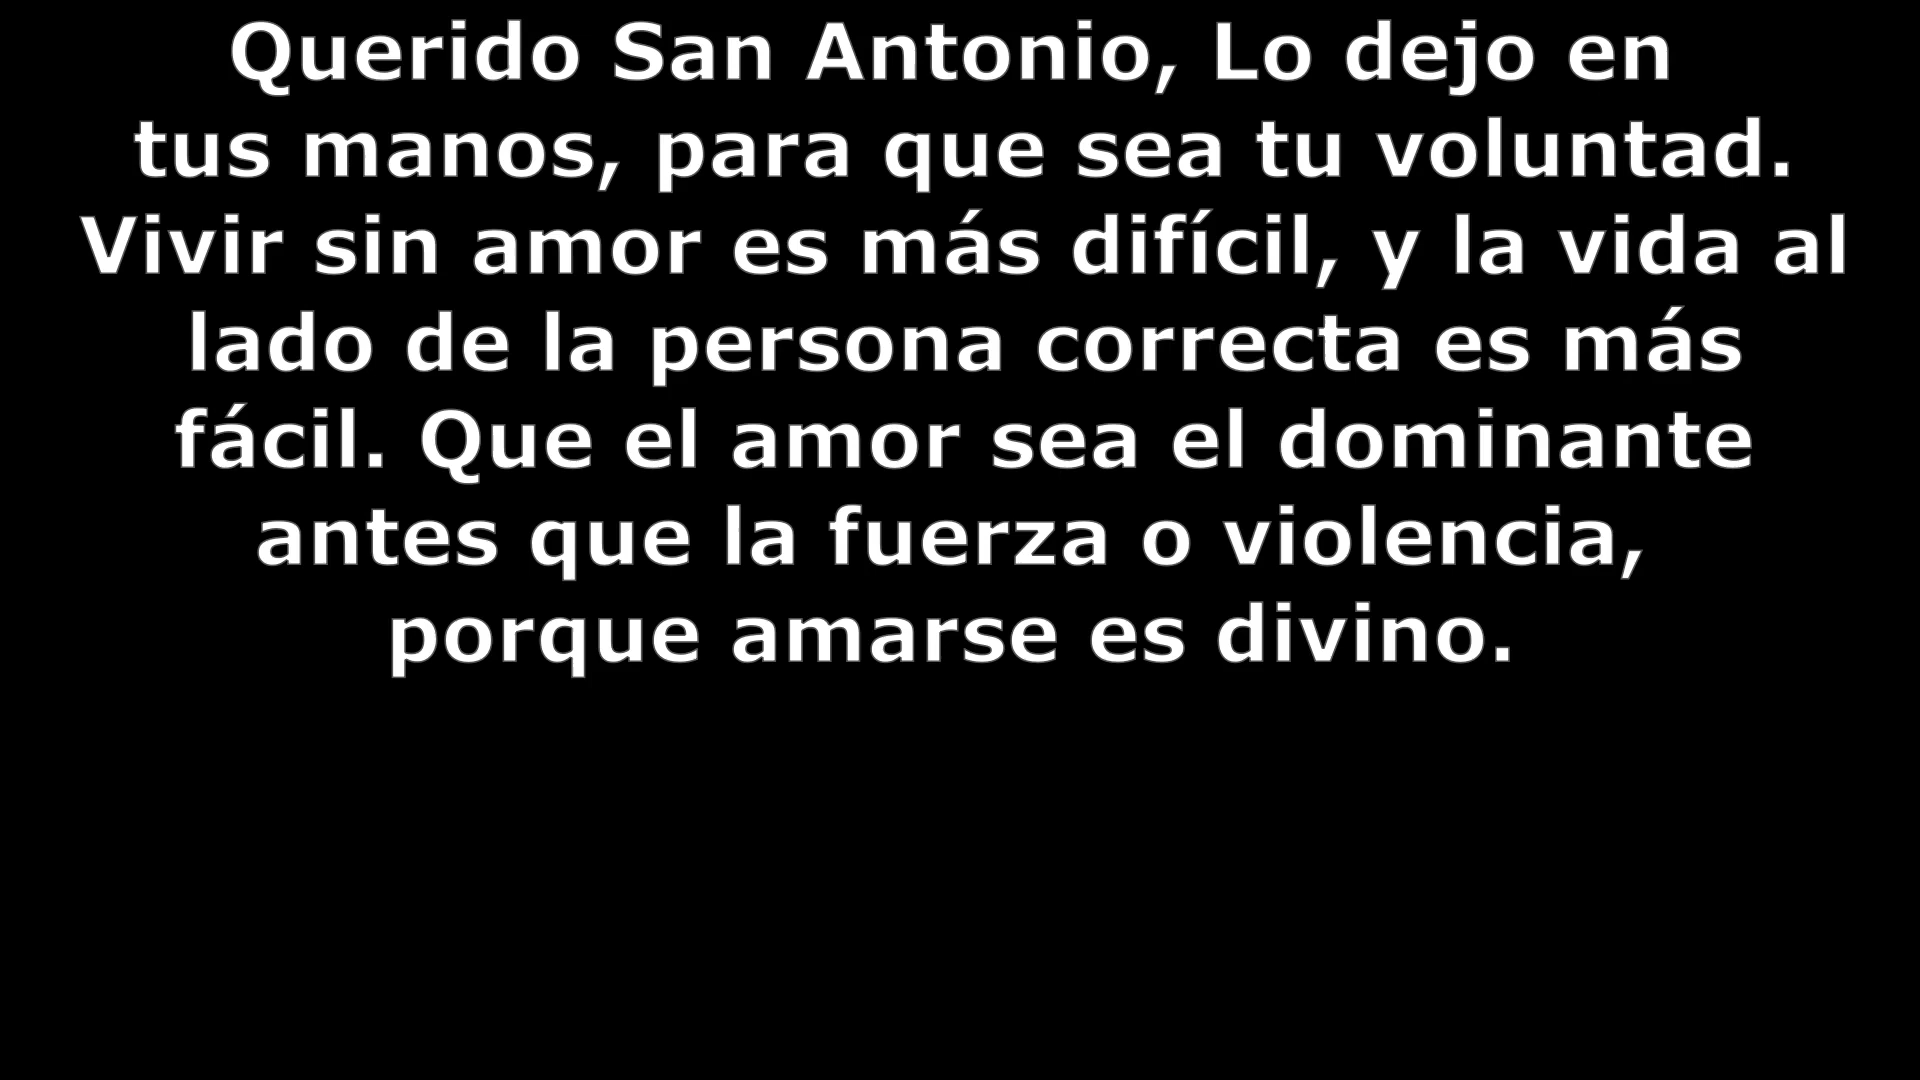 Querido San Antonio, Lo dejo en
tus manos, para que sea tu voluntad.
Vivir sin amor es más difícil, y la vida al
lado de la persona correcta es más
fácil. Que el amor sea el dominante
antes que la fuerza o violencia,
porque amarse es divino.